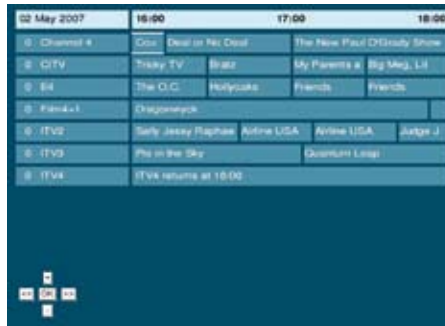 02 May 2007 16:00 17:00 18:00
0 Channel 4 Deal or No Deal The New Paul O'Grady Show
0 CITV Tricky TV Bratz My Parents a Big Meg, Lil
0 E4 The O.C. Hollyoaks Friends Friends
0 Film4+1 Dragonwyck
0 ITV2 Sally Jessy Raphae Airline USA Airline USA Judge J
0 ITV3 Pie in the Sky Quantum Leap
0 ITV4 ITV4 returns at 18:00
+
<< OK >>
-